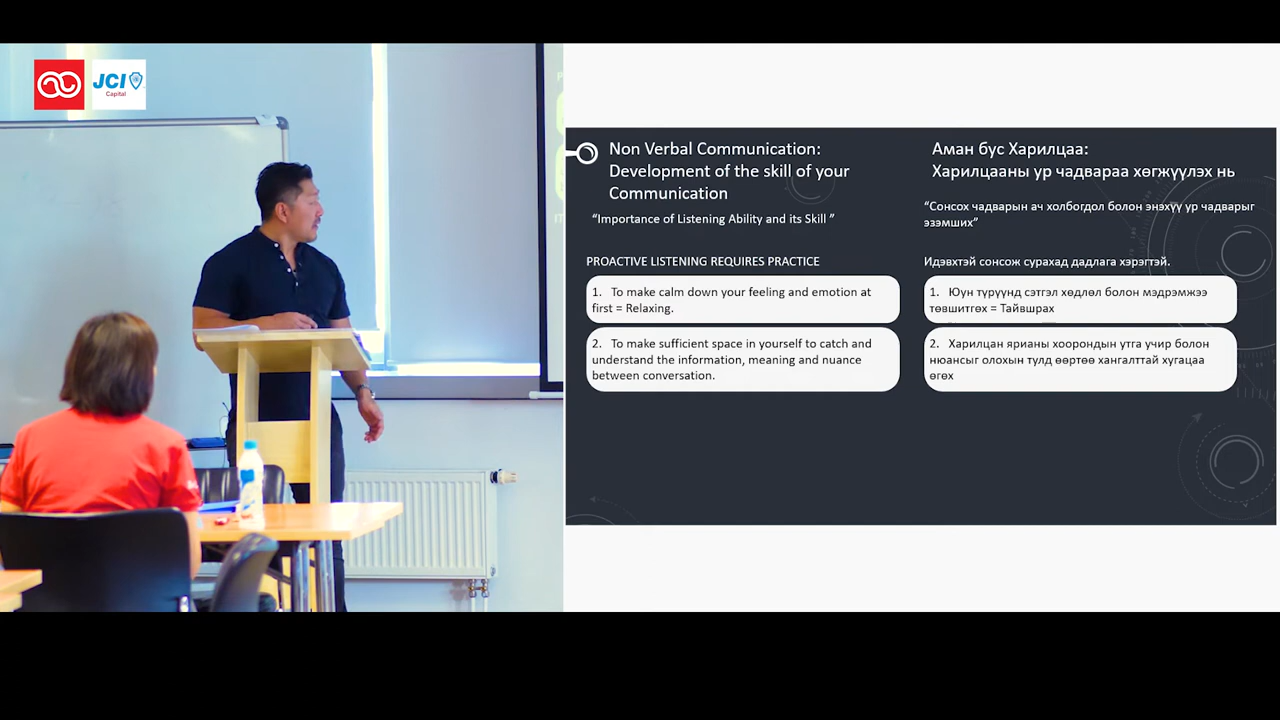 JCI
Capital
Non Verbal Communication:
Development of the skill of your
Communication
“Importance of Listening Ability and its Skill ”
PROACTIVE LISTENING REQUIRES PRACTICE
1. To make calm down your feeling and emotion at
first = Relaxing.
2. To make sufficient space in yourself to catch and
understand the information, meaning and nuance
between conversation.
Аман бус Харилцаа:
Харилцааны ур чадвараа хөгжүүлэх нь
“Сонсох чадварын ач холбогдол болон энэхүү ур чадварыг
эзэмших”
Идэвхтэй сонсож сурахад дадлага хэрэгтэй.
1. Юун түрүүнд сэтгэл хөдлөл болон мэдрэмжээ
төвшитгөх = Тайвшрах
2. Харилцан ярианы хоорондын утга учир болон
нюансыг олохын тулд өөртөө хангалттай хугацаа
өгөх